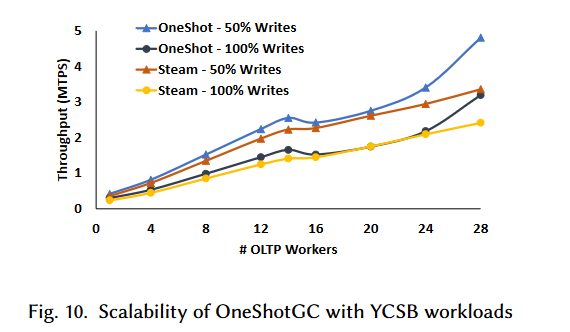 5
4
3
2
1
0
Throughput (MTPS)
OneShot - 50% Writes
OneShot - 100% Writes
Steam - 50% Writes
Steam - 100% Writes
0 4 8 12 16 20 24 28
# OLTP Workers
Fig. 10. Scalability of OneShotGC with YCSB workloads